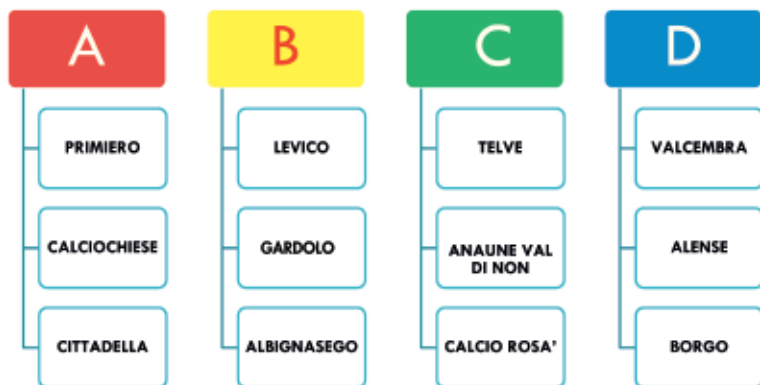 A
B
C
D
PRIMIERO
LEVICO
TELVE
VALCEMBRA
CALCIOCHIESE
GARDOLO
ANAUNE VAL
DI NON
ALENSE
CITTADELLA
ALBIGNASEGO
CALCIO ROSA'
BORGO